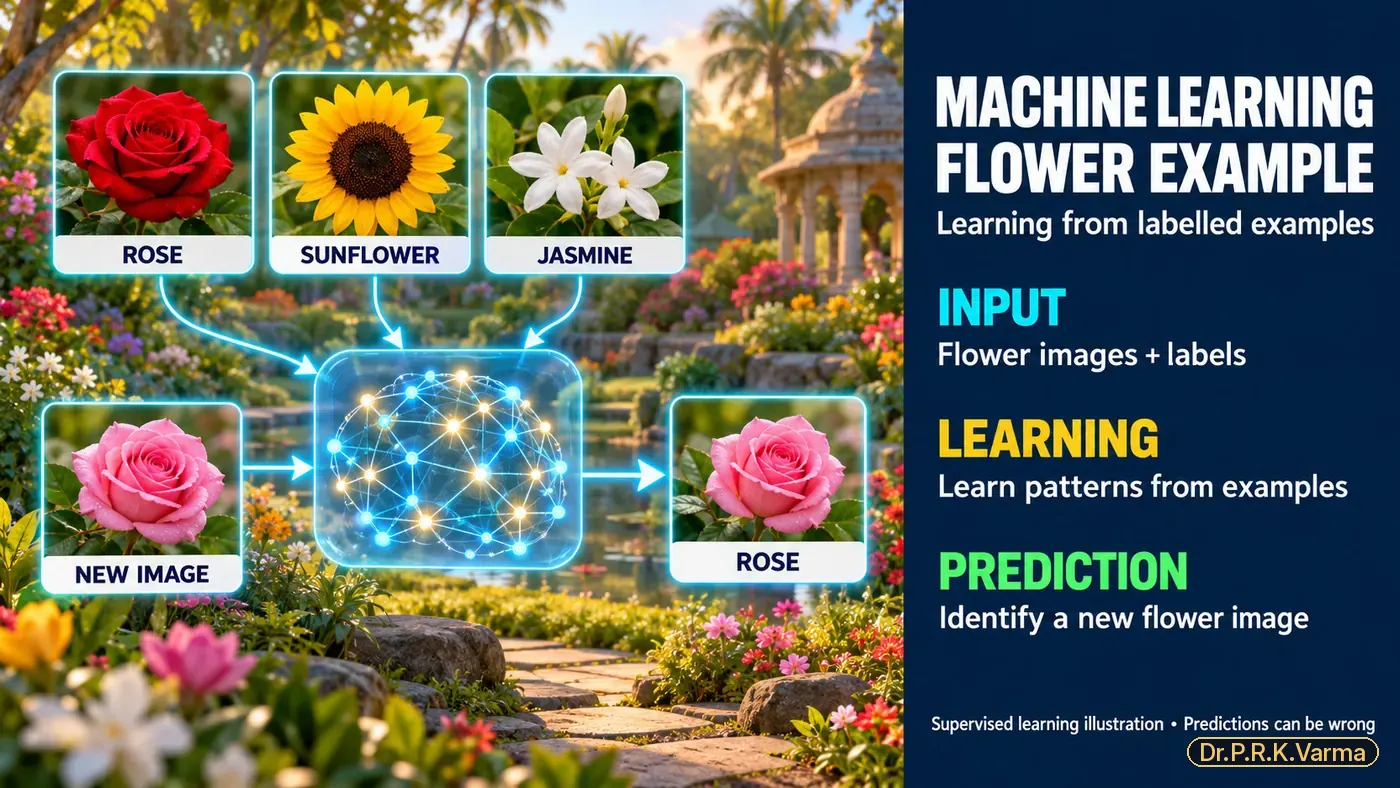 ROSE
SUNFLOWER
JASMINE
NEW IMAGE
ROSE
MACHINE LEARNING
FLOWER EXAMPLE
Learning from labelled examples
INPUT
Flower images + labels
LEARNING
Learn patterns from examples
PREDICTION
Identify a new flower image
Supervised learning illustration • Predictions can be wrong
Dr.P.R.K.Varma